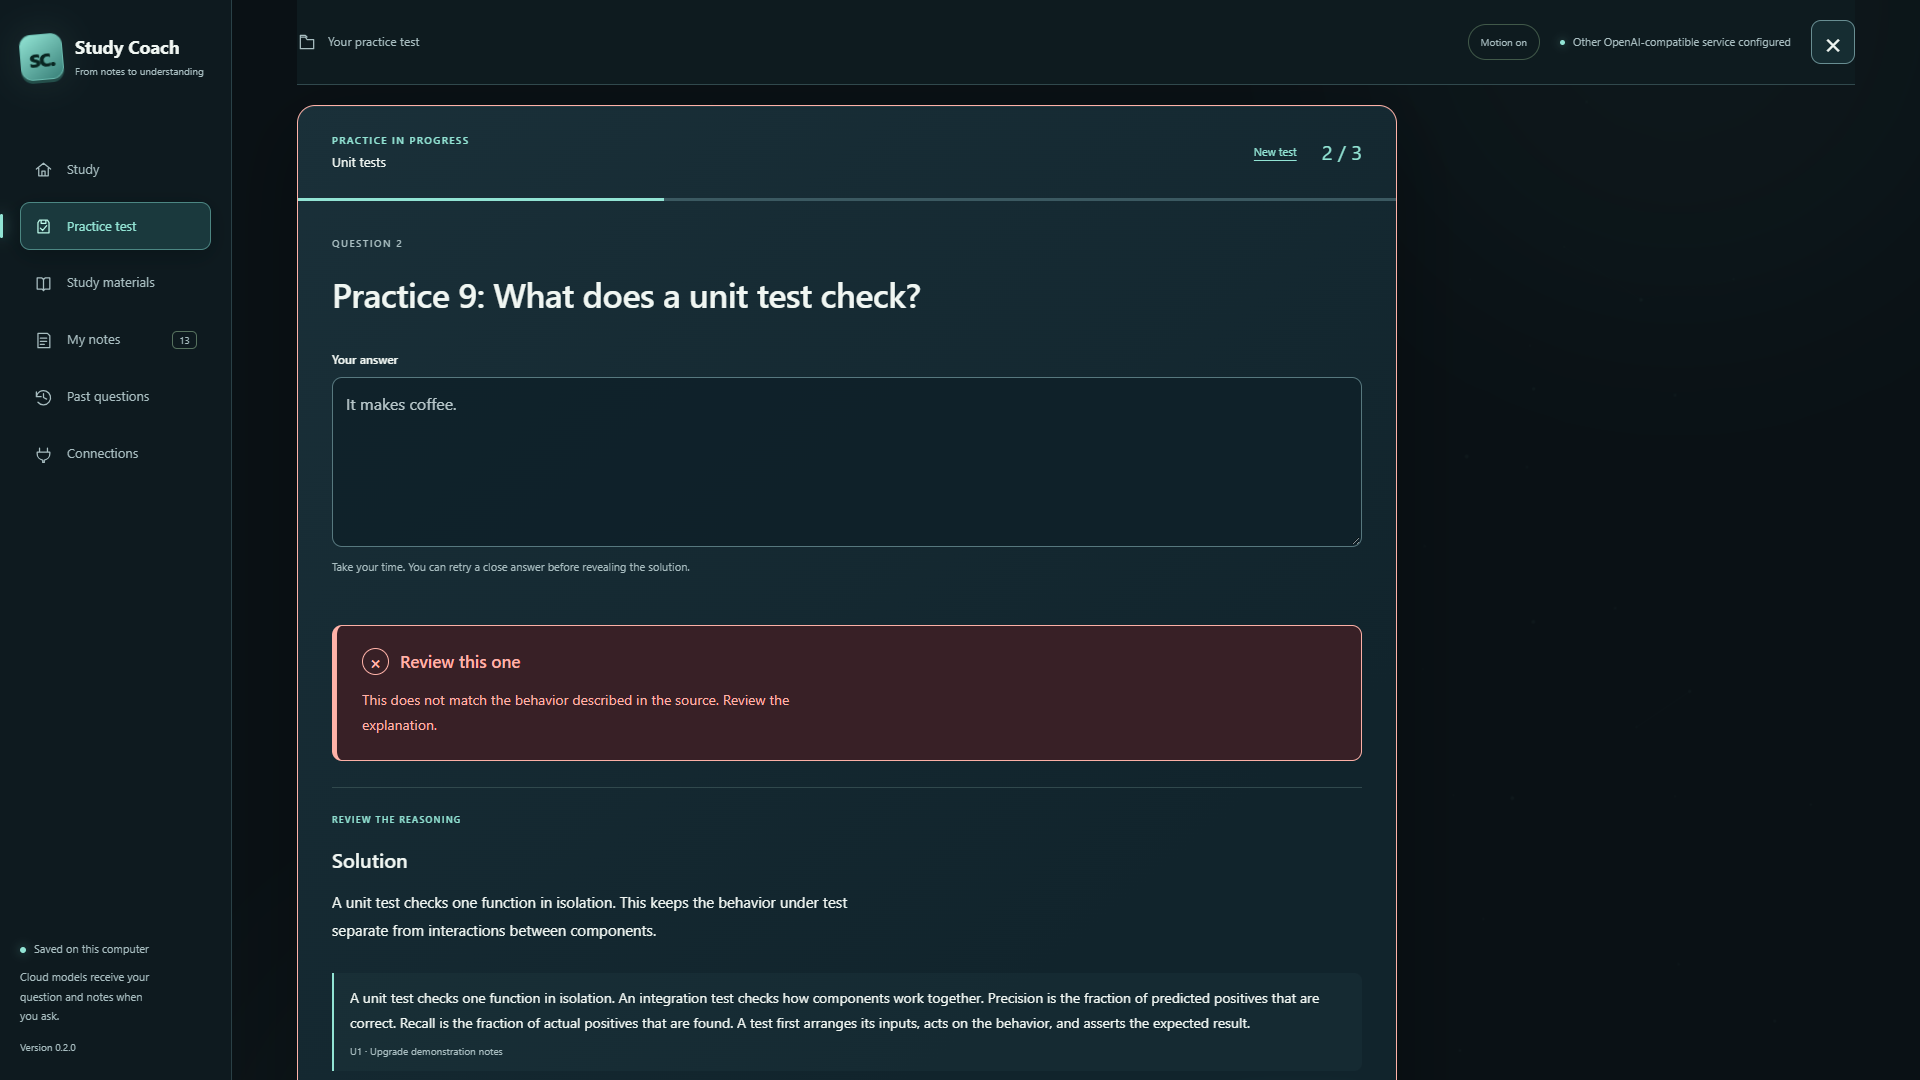 SC.
Study Coach
From notes to understanding
Study
Practice test
Study materials
My notes
13
Past questions
Connections
Saved on this computer
Cloud models receive your
question and notes when
you ask.
Version 0.2.0
Your practice test
Motion on
Other OpenAI-compatible service configured
PRACTICE IN PROGRESS
Unit tests
New test
2 / 3
QUESTION 2
Practice 9: What does a unit test check?
Your answer
It makes coffee.
Take your time. You can retry a close answer before revealing the solution.
Review this one
This does not match the behavior described in the source. Review the
explanation.
REVIEW THE REASONING
Solution
A unit test checks one function in isolation. This keeps the behavior under test
separate from interactions between components.
A unit test checks one function in isolation. An integration test checks how components work together. Precision is the fraction of predicted positives that are
correct. Recall is the fraction of actual positives that are found. A test first arranges its inputs, acts on the behavior, and asserts the expected result.
U1 · Upgrade demonstration notes